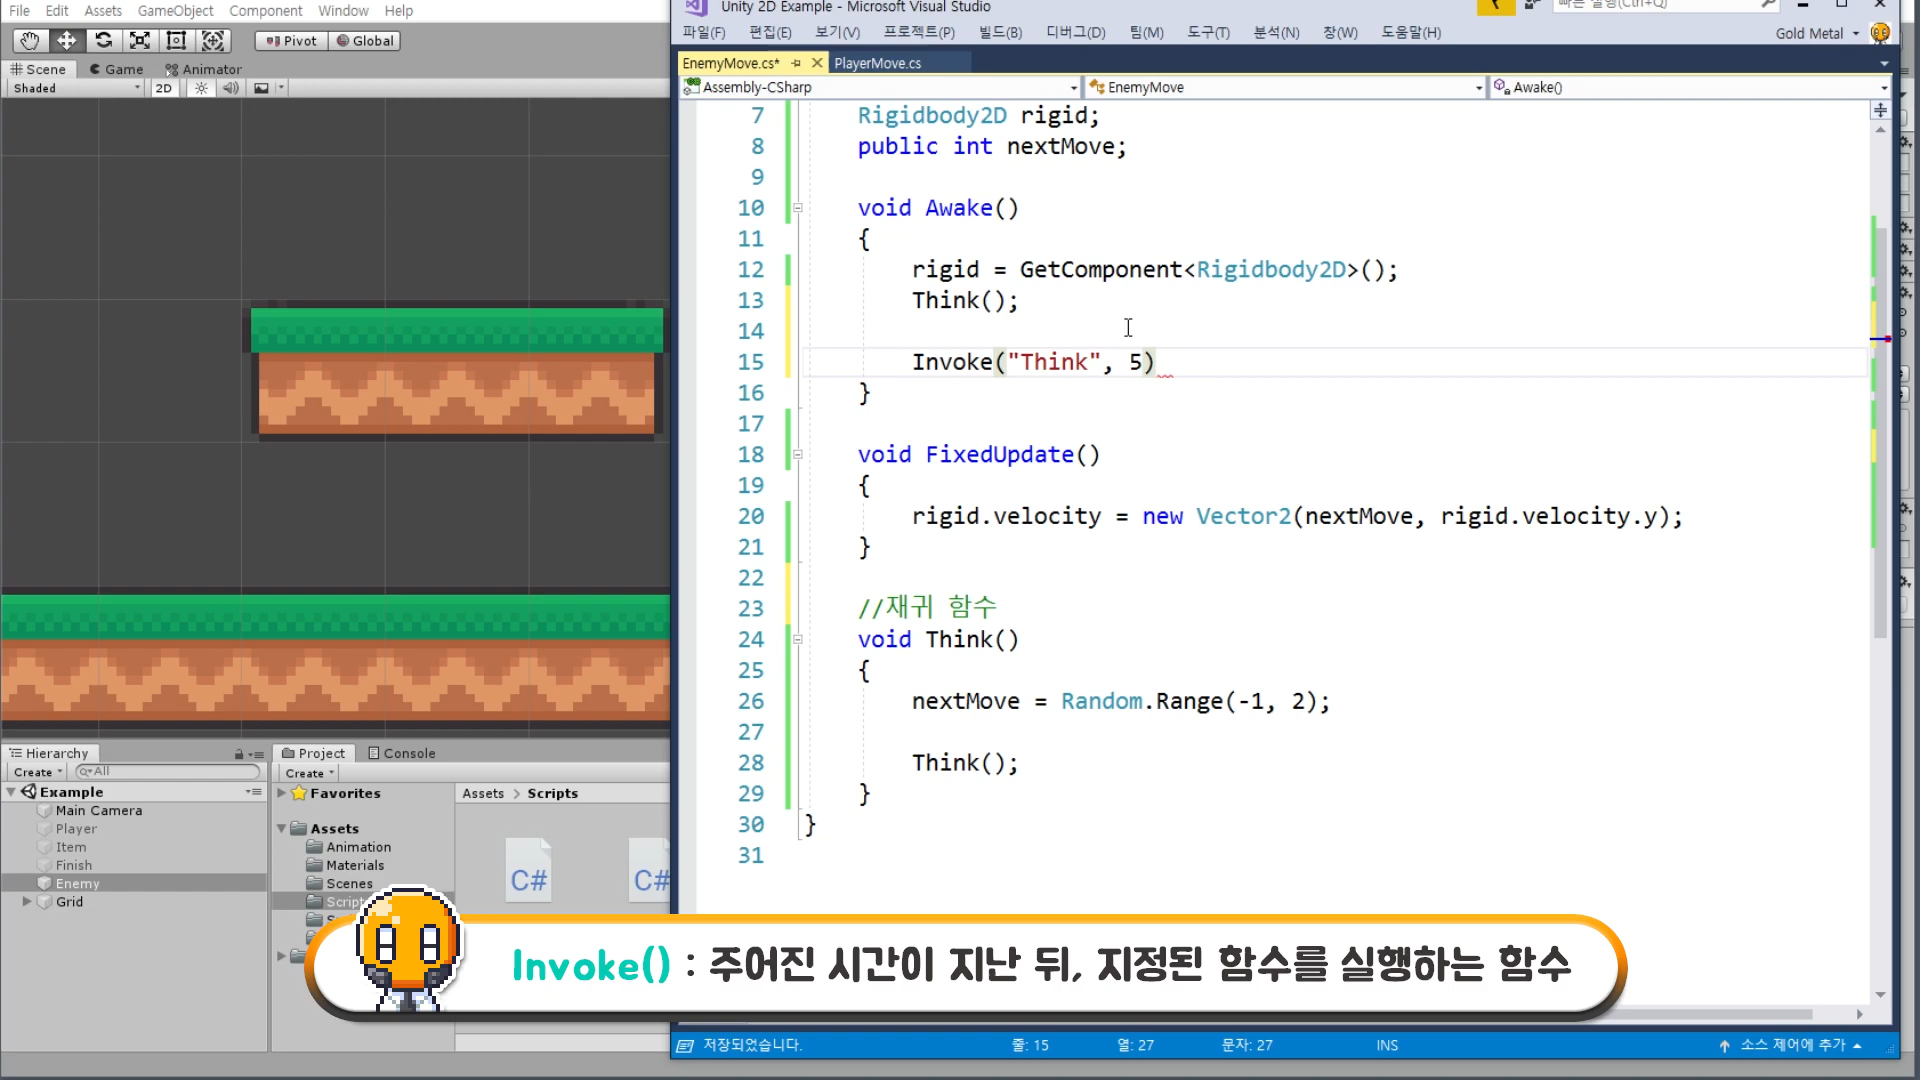 File Edit Assets GameObject Component Window Help
Pivot Global
Scene Game Animator
Shaded 2D
Unity 2D Example - Microsoft Visual Studio
빠른 실행(Ctrl+Q)
파일(F) 편집(E) 보기(V) 프로젝트(P) 빌드(B) 디버그(D) 팀(M) 도구(T) 분석(N) 창(W) 도움말(H) Gold Metal
EnemyMove.cs* PlayerMove.cs
Assembly-CSharp EnemyMove Awake()
7 Rigidbody2D rigid;
8 public int nextMove;
9
10 void Awake()
11 {
12 rigid = GetComponent<Rigidbody2D>();
13 Think();
14
15 Invoke("Think", 5)
16 }
17
18 void FixedUpdate()
19 {
20 rigid.velocity = new Vector2(nextMove, rigid.velocity.y);
21 }
22
23 //재귀 함수
24 void Think()
25 {
26 nextMove = Random.Range(-1, 2);
27
28 Think();
29 }
30 }
31
Hierarchy
Create All
Example
Main Camera
Player
Item
Finish
Enemy
Grid
Project Console
Create
Favorites
Assets
Animation
Materials
Scenes
Assets > Scripts
C# C#
Invoke() : 주어진 시간이 지난 뒤, 지정된 함수를 실행하는 함수
저장되었습니다. 줄: 15 열: 27 문자: 27 INS 소스 제어에 추가